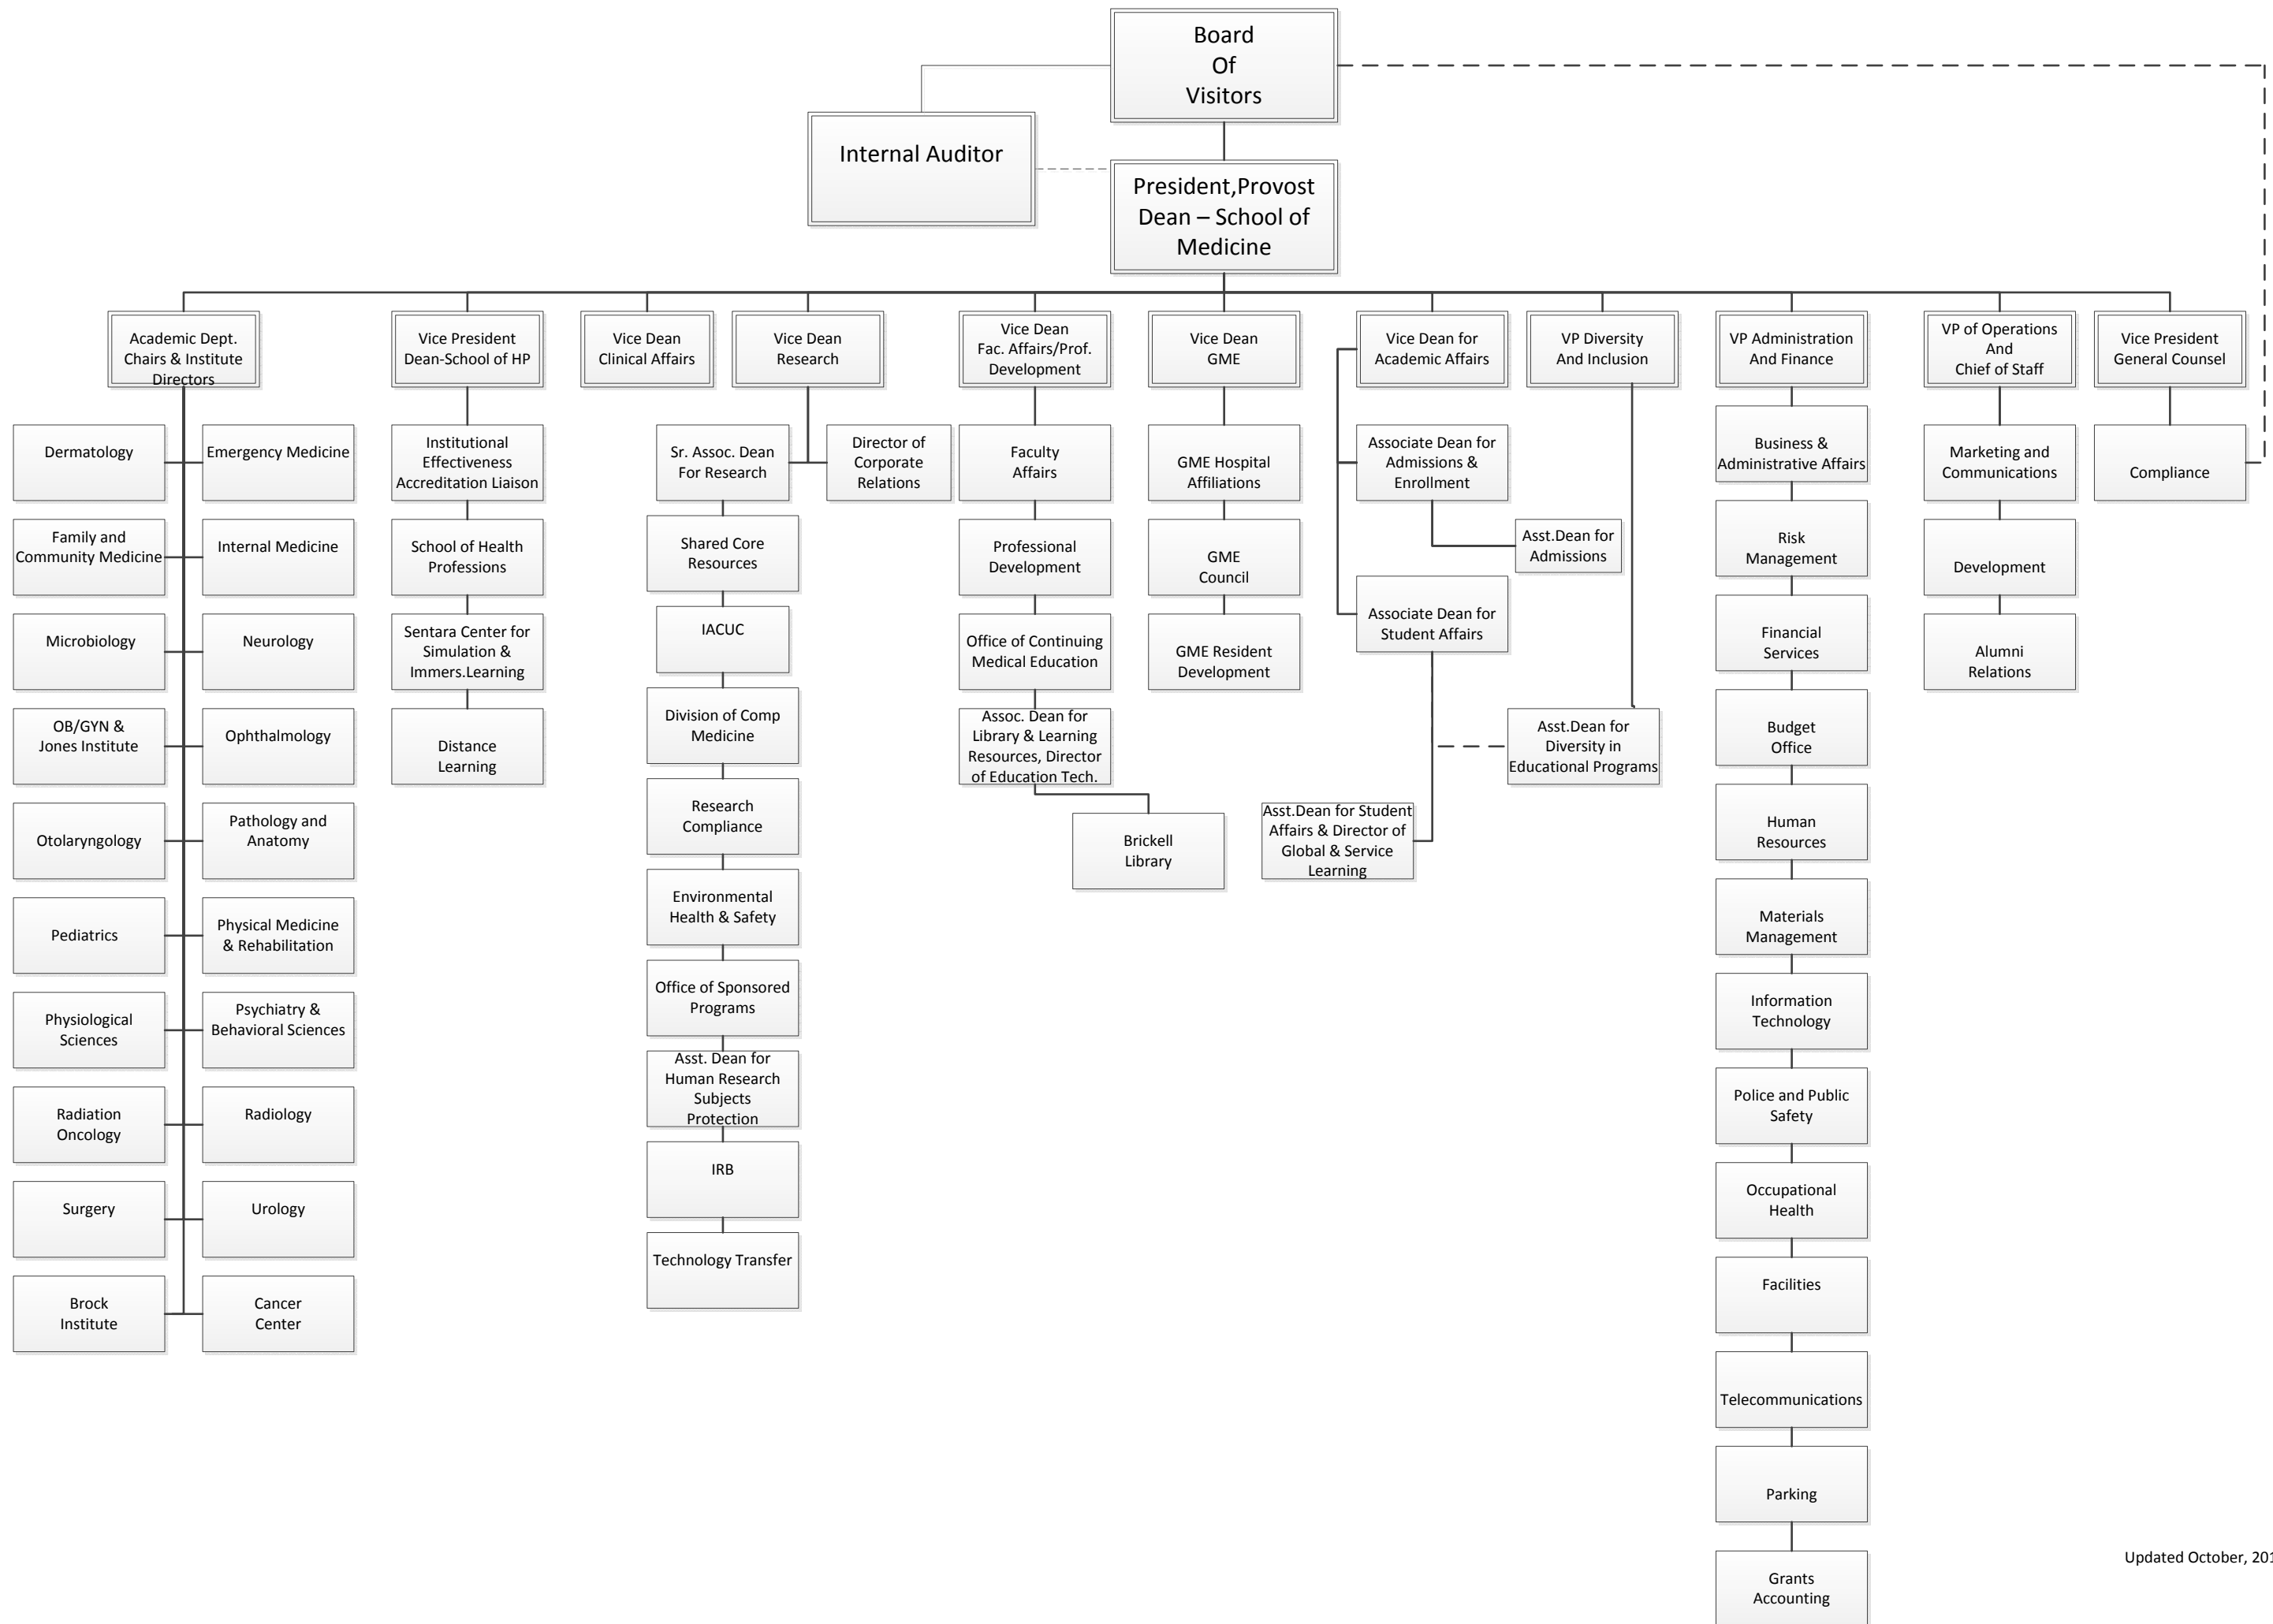 Board
Of
Visitors
Internal Auditor
President,Provost
Dean – School of
Medicine
Academic Dept.
Chairs & Institute
Directors
Vice President
Dean-School of HP
Vice Dean
Clinical Affairs
Vice Dean
Research
Vice Dean
Fac. Affairs/Prof.
Development
Vice Dean
GME
Vice Dean for
Academic Affairs
VP Diversity
And Inclusion
VP Administration
And Finance
VP of Operations
And
Chief of Staff
Vice President
General Counsel
Dermatology
Emergency Medicine
Family and
Community Medicine
Internal Medicine
Microbiology
Neurology
OB/GYN &
Jones Institute
Ophthalmology
Otolaryngology
Pathology and
Anatomy
Pediatrics
Physical Medicine
& Rehabilitation
Physiological
Sciences
Psychiatry &
Behavioral Sciences
Radiation
Oncology
Radiology
Surgery
Urology
Brock
Institute
Cancer
Center
Institutional
Effectiveness
Accreditation Liaison
School of Health
Professions
Sentara Center for
Simulation &
Immers.Learning
Distance
Learning
Sr. Assoc. Dean
For Research
Director of
Corporate
Relations
Shared Core
Resources
IACUC
Division of Comp
Medicine
Research
Compliance
Environmental
Health & Safety
Office of Sponsored
Programs
Asst. Dean for
Human Research
Subjects
Protection
IRB
Technology Transfer
Faculty
Affairs
Professional
Development
Office of Continuing
Medical Education
Assoc. Dean for
Library & Learning
Resources, Director
of Education Tech.
Brickell
Library
GME Hospital
Affiliations
GME
Council
GME Resident
Development
Associate Dean for
Admissions &
Enrollment
Asst.Dean for
Admissions
Associate Dean for
Student Affairs
Asst.Dean for
Diversity in
Educational Programs
Asst.Dean for Student
Affairs & Director of
Global & Service
Learning
Business &
Administrative Affairs
Risk
Management
Financial
Services
Budget
Office
Human
Resources
Materials
Management
Information
Technology
Police and Public
Safety
Occupational
Health
Facilities
Telecommunications
Parking
Grants
Accounting
Marketing and
Communications
Development
Alumni
Relations
Compliance
Updated October,